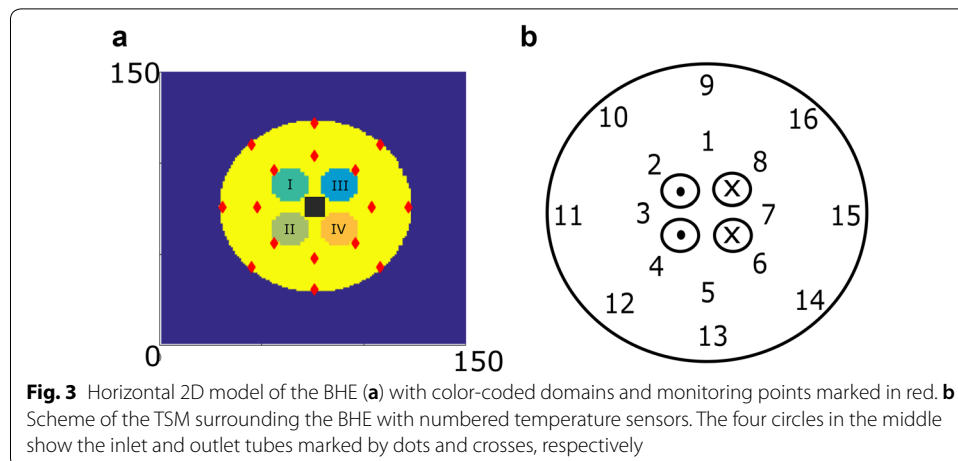 a
b
150
I
III
II
IV
0
150
9
10
16
1
2
8
X
11
3
7
15
X
4
6
12
5
14
13
Fig. 3 Horizontal 2D model of the BHE (a) with color-coded domains and monitoring points marked in red. b
Scheme of the TSM surrounding the BHE with numbered temperature sensors. The four circles in the middle
show the inlet and outlet tubes marked by dots and crosses, respectively